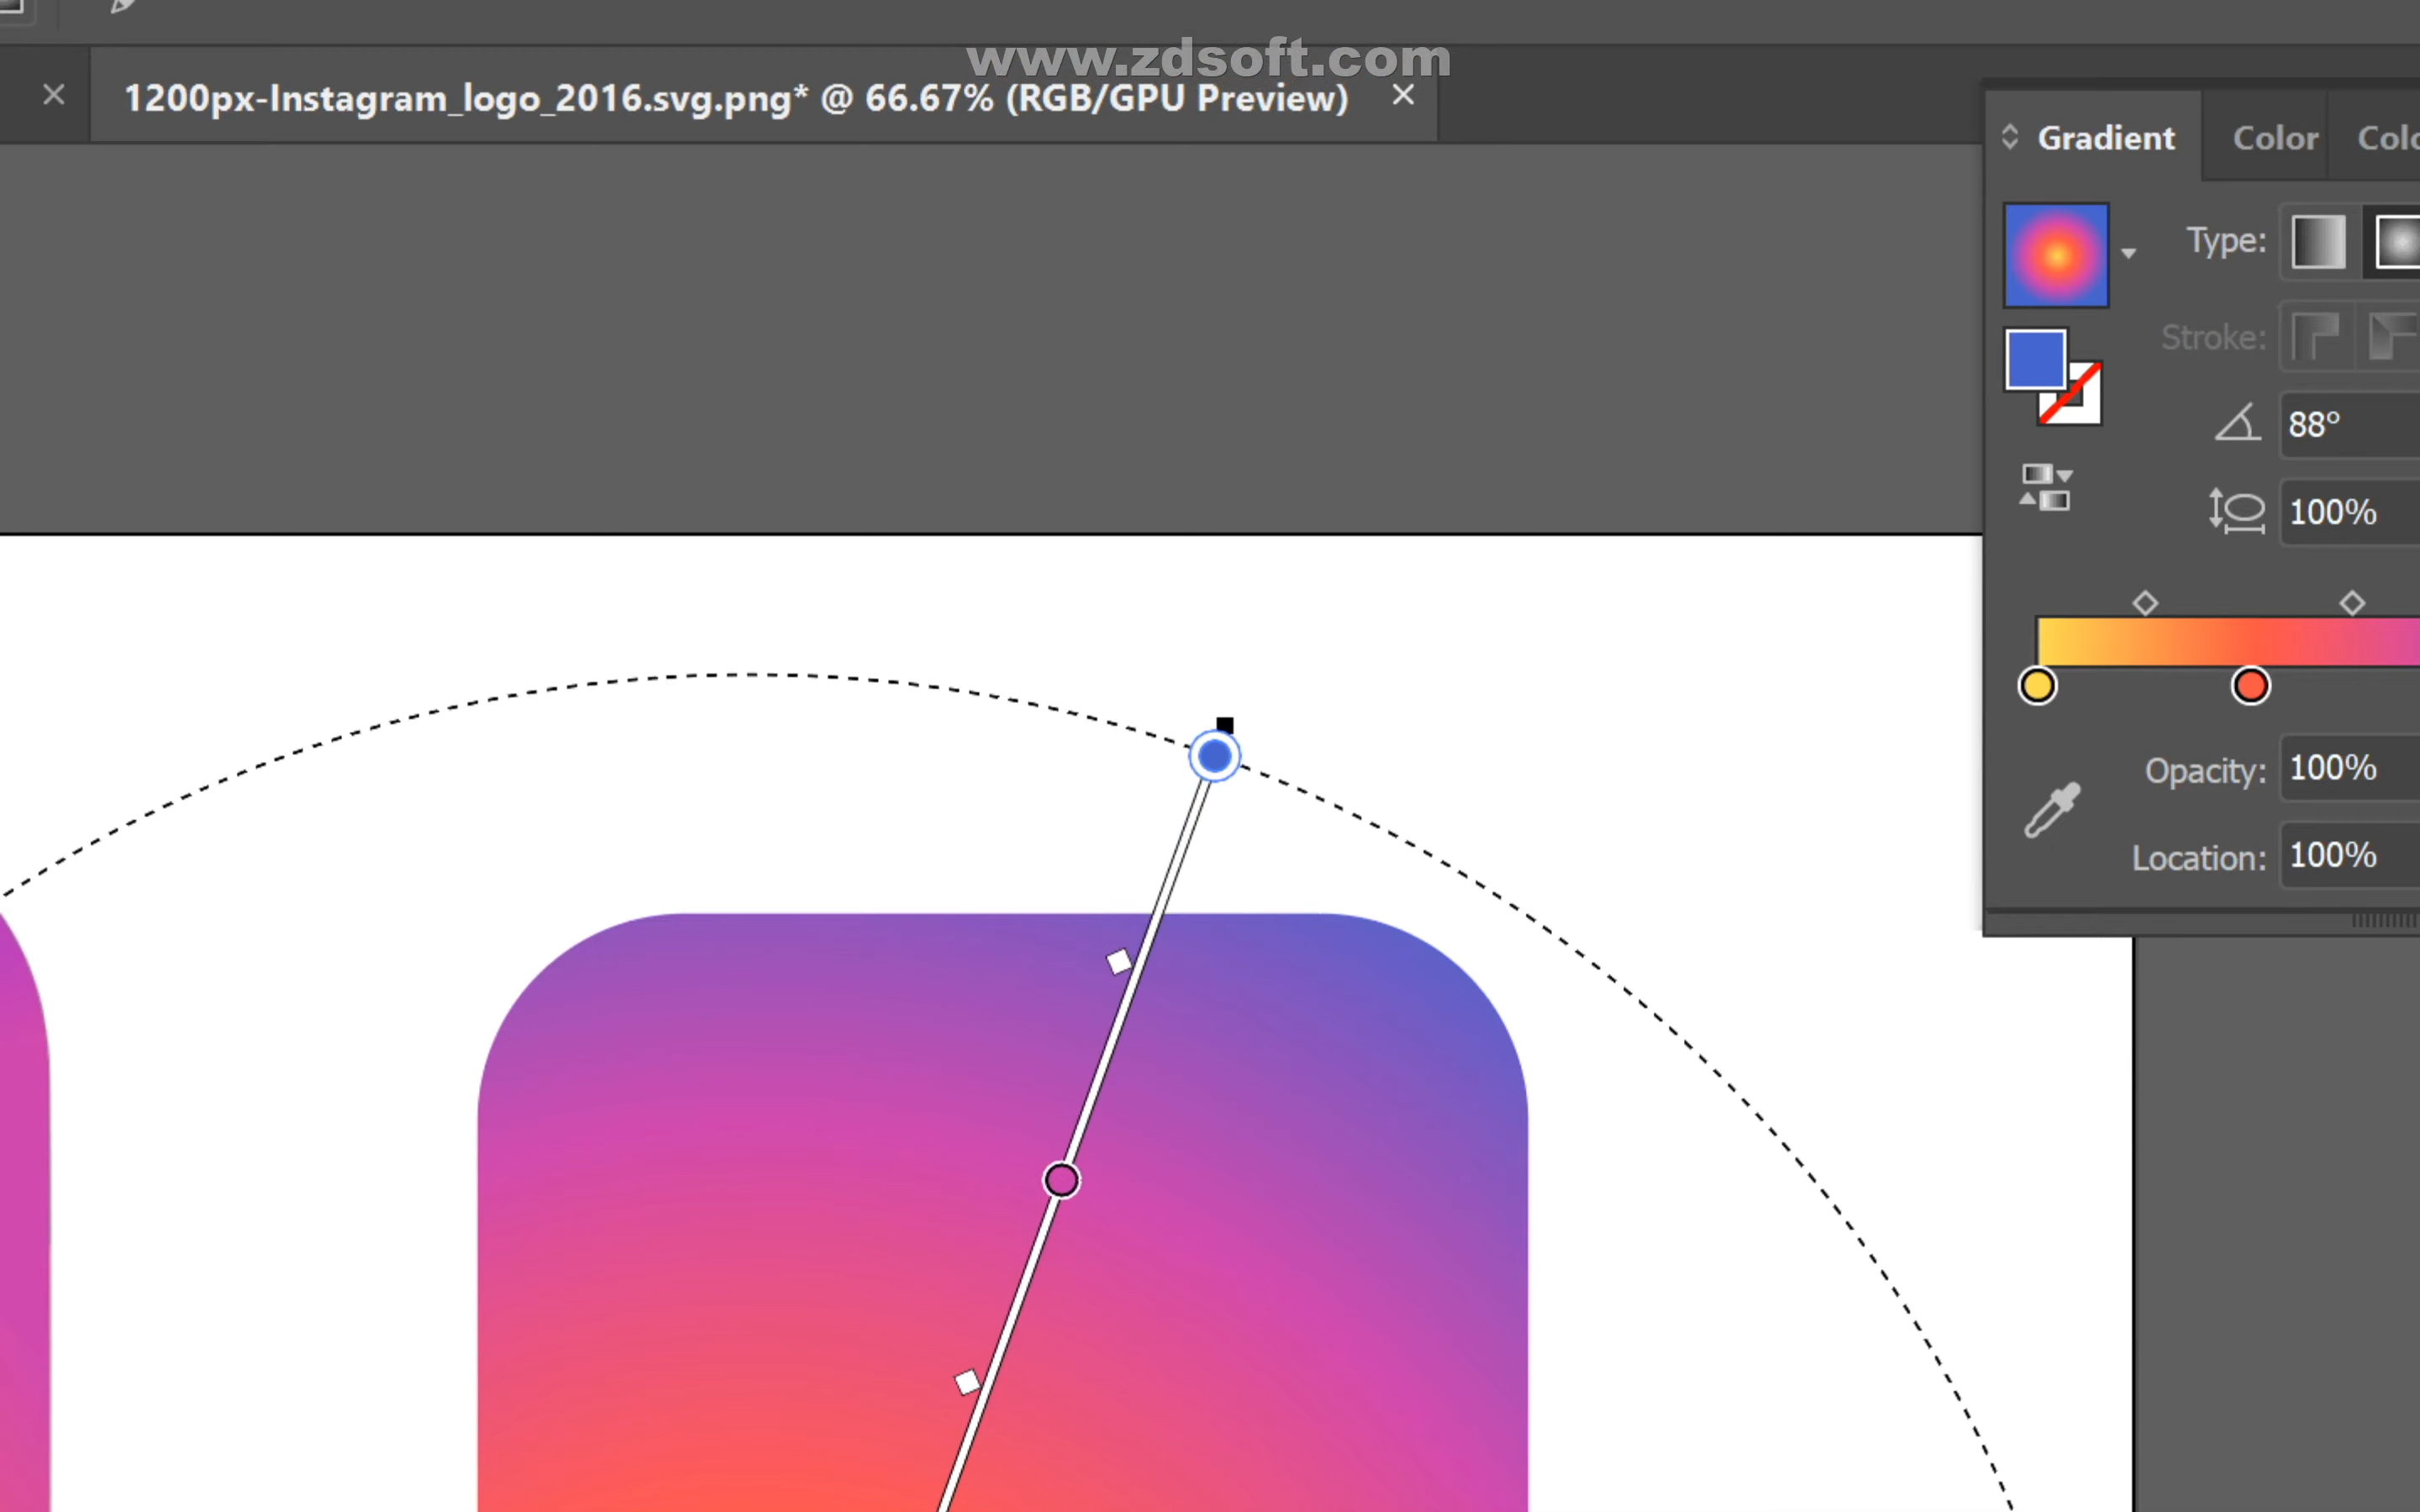 www.zdsoft.com
1200px-Instagram_logo_2016.svg.png* @ 66.67% (RGB/GPU Preview)
Gradient
Color
Type:
Stroke:
88°
100%
Opacity: 100%
Location: 100%